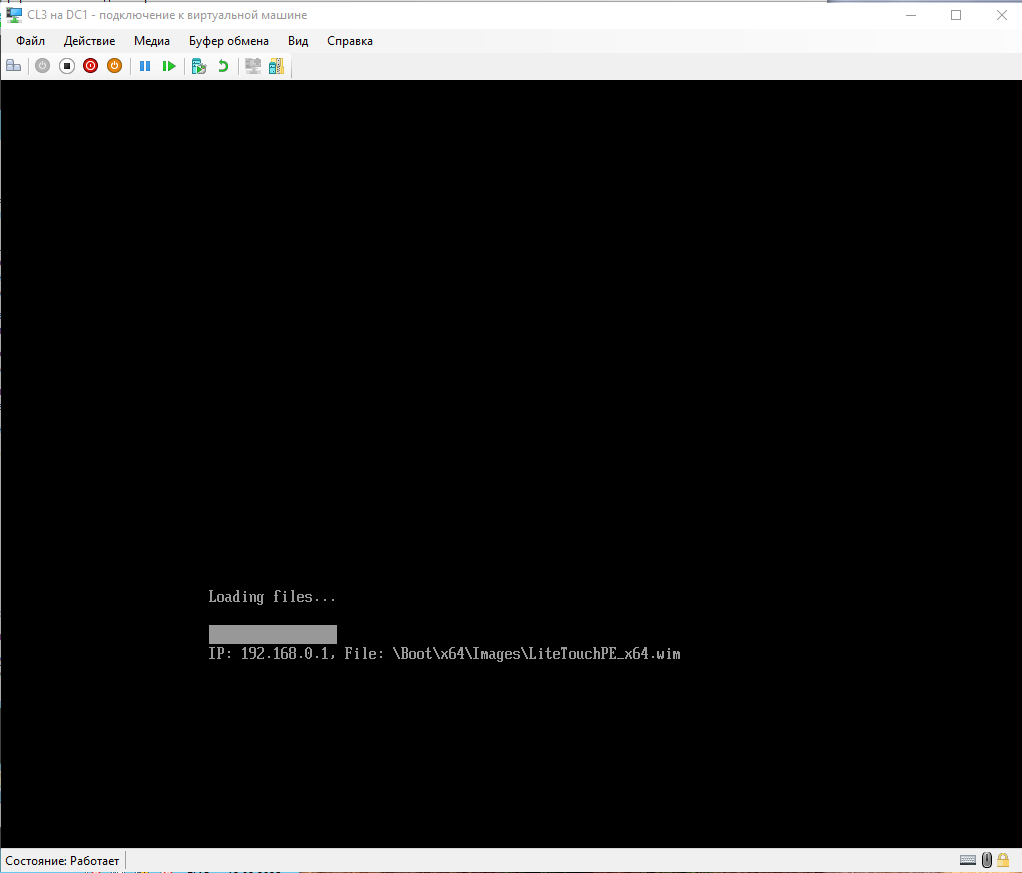 CL3 на DC1 - подключение к виртуальной машине
Файл Действие Медиа Буфер обмена Вид Справка
Loading files...
IP: 192.168.0.1, File: \Boot\x64\Images\LiteTouchPE_x64.wim
Состояние: Работает